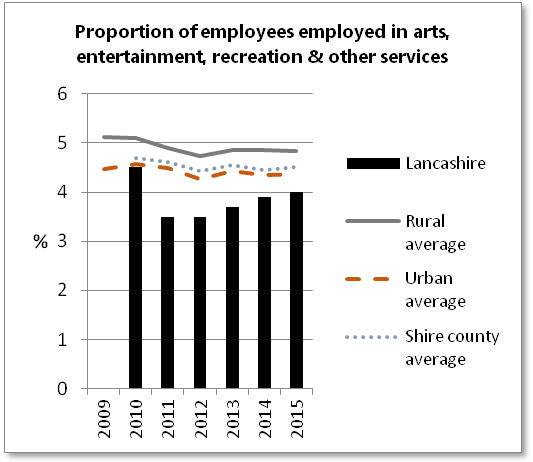 Proportion of employees employed in arts,
entertainment, recreation & other services
6
5
4
3
2
1
0
%
2009
2010
2011
2012
2013
2014
2015
Lancashire
Rural
average
Urban
average
Shire county
average